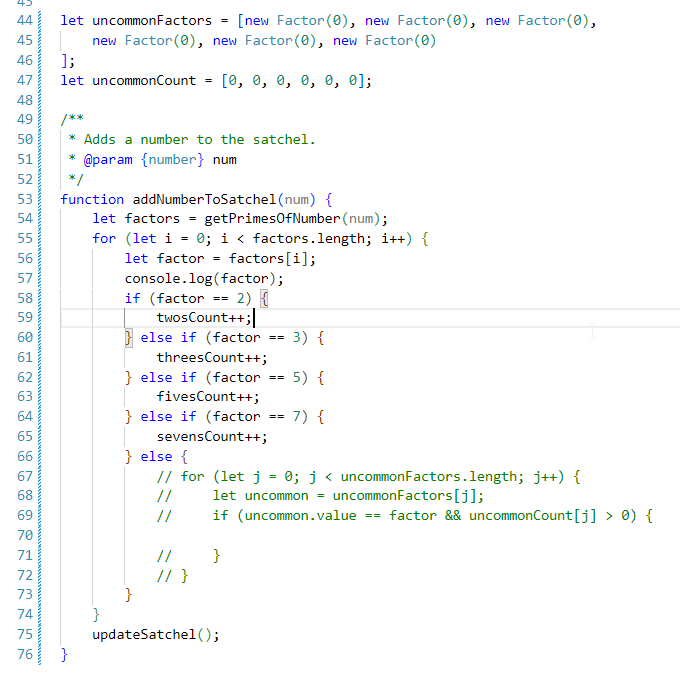 43
44 let uncommonFactors = [new Factor(0), new Factor(0), new Factor(0),
45     new Factor(0), new Factor(0), new Factor(0)
46 ];
47 let uncommonCount = [0, 0, 0, 0, 0, 0];
48
49 /**
50  * Adds a number to the satchel.
51  * @param {number} num
52  */
53 function addNumberToSatchel(num) {
54     let factors = getPrimesOfNumber(num);
55     for (let i = 0; i < factors.length; i++) {
56         let factor = factors[i];
57         console.log(factor);
58         if (factor == 2) {
59             twosCount++;
60         } else if (factor == 3) {
61             threesCount++;
62         } else if (factor == 5) {
63             fivesCount++;
64         } else if (factor == 7) {
65             sevensCount++;
66         } else {
67             // for (let j = 0; j < uncommonFactors.length; j++) {
68             //     let uncommon = uncommonFactors[j];
69             //     if (uncommon.value == factor && uncommonCount[j] > 0) {
70
71             //     }
72             // }
73         }
74     }
75     updateSatchel();
76 }